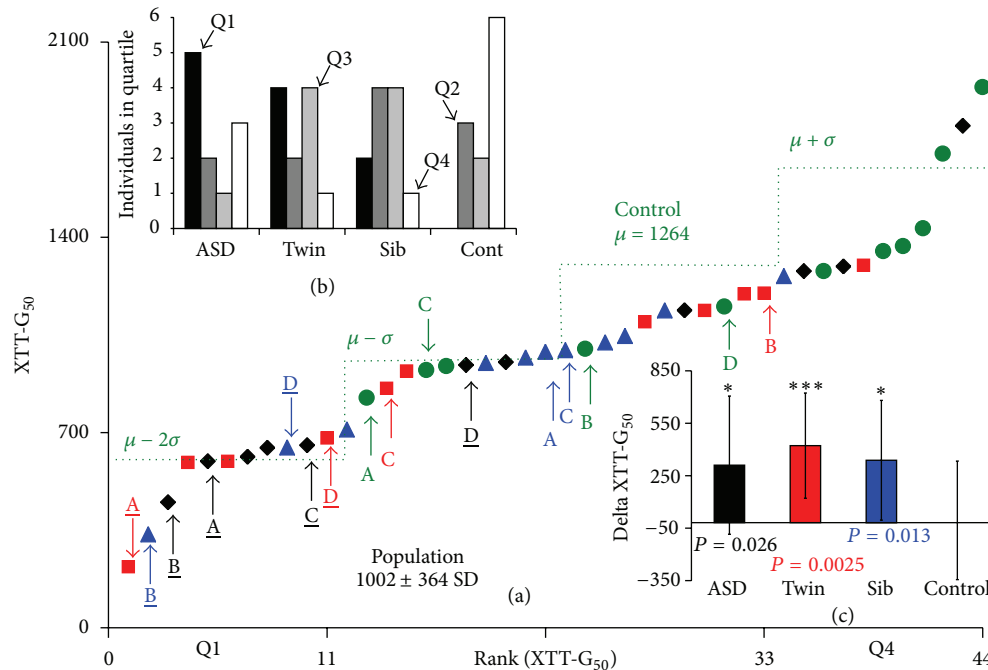 Individuals in quartile
6
5
4
3
2
1
6
Q1
Q3
Q2
Q4
ASD Twin Sib Cont
(b)
XTT-G50
2100
1400
700
0
μ − 2σ
μ − σ
Control
μ = 1264
μ + σ
A
B
B
A
D
C
D
A
C
C
D
A
C
B
D
B
Population
1002 ± 364 SD
(a)
Delta XTT-G50
850
550
250
−50
−350
*
***
*
P = 0.026
P = 0.0025
P = 0.013
ASD Twin Sib Control
(c)
0 Q1 11 Rank (XTT-G50) 33 Q4 44